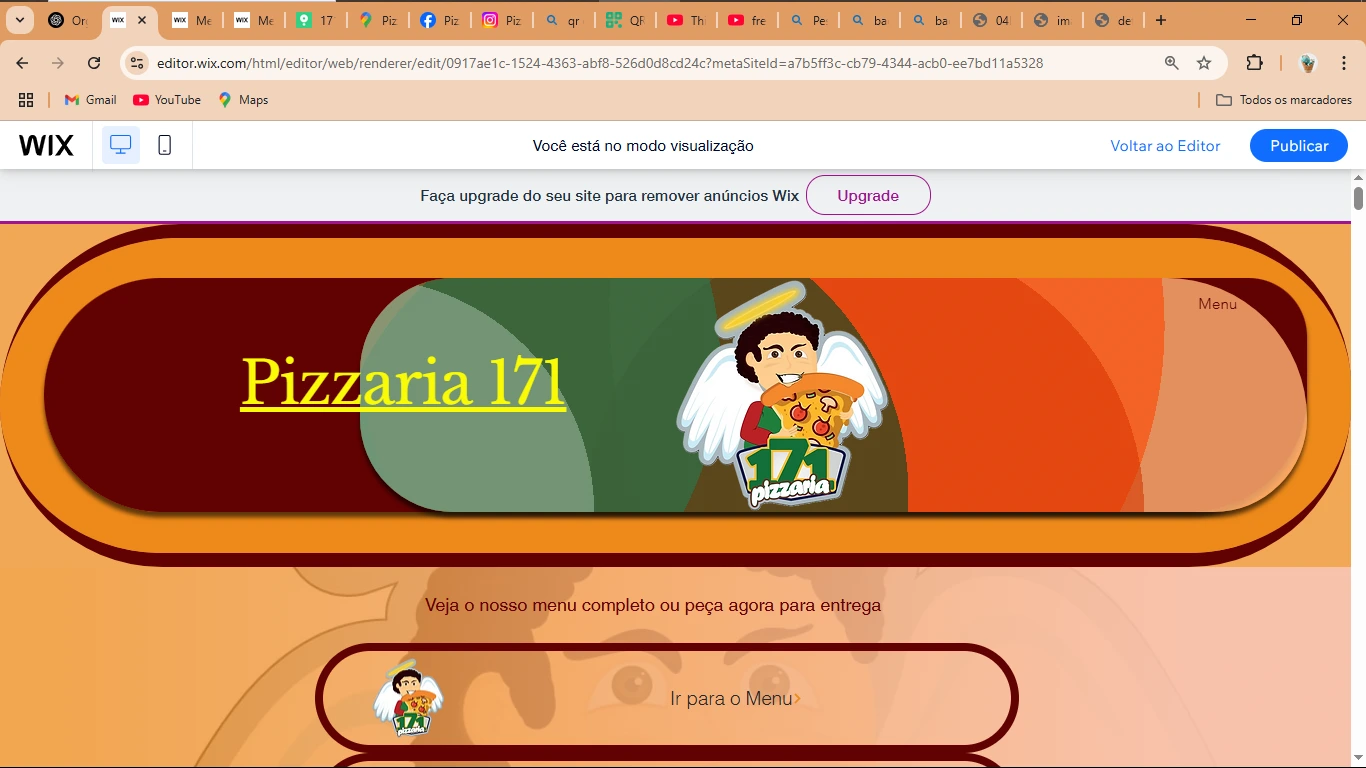 Or
WIX
WIX Me
WIX Me
17
Piz
Piz
Piz
qr
QR
Th
fre
Pe
ba
ba
04
im
de
editor.wix.com/html/editor/web/renderer/edit/0917ae1c-1524-4363-abf8-526d0d8cd24c?metaSiteId=a7b5ff3c-cb79-4344-acb0-ee7bd11a5328
Gmail
YouTube
Maps
Todos os marcadores
WIX
Você está no modo visualização
Voltar ao Editor
Publicar
Faça upgrade do seu site para remover anúncios Wix
Upgrade
Menu
Pizzaria 171
171
pizzaria
Veja o nosso menu completo ou peça agora para entrega
171
pizzaria
Ir para o Menu>